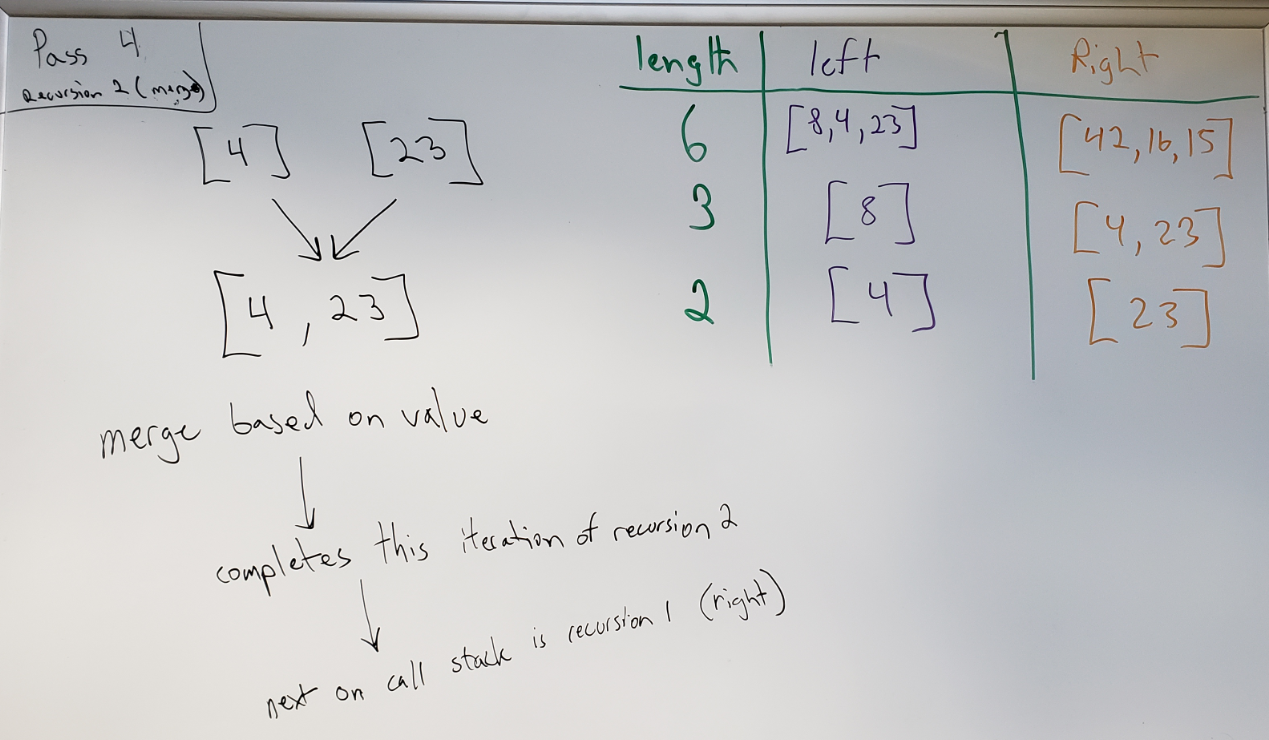 Pass 4
Recursion 2 (merge)
[4] [23]
[4, 23]
merge based on value
completes this iteration of recursion 2
next on call stack is recursion 1 (right)
length left Right
6 [8,4,23] [42,16,15]
3 [8] [4,23]
2 [4] [23]